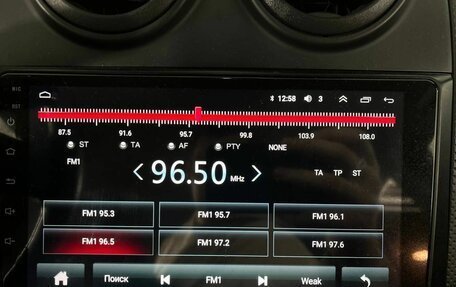 MIC
12:58 3
RST
87.5 91.6 95.7 99.8 103.9 108.0
ST TA AF PTY NONE
FM1
96.50 MHz
TA TP ST
FM1 95.3 FM1 95.7 FM1 96.1
FM1 96.5 FM1 97.2 FM1 97.6
Поиск FM1 Weak